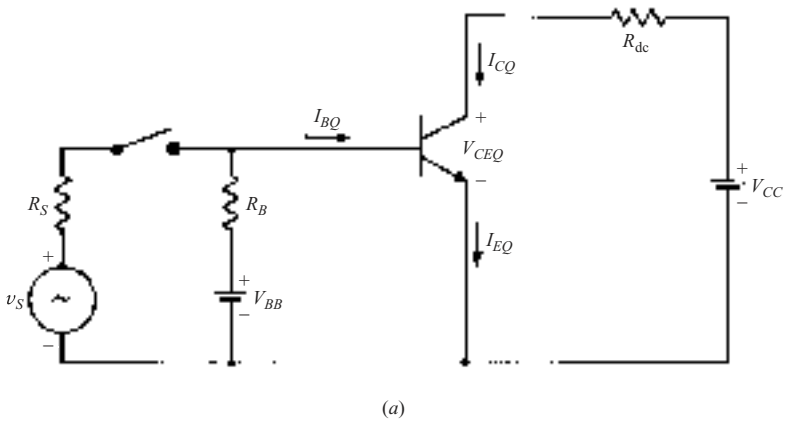 R_dc
I_CQ
I_BQ
+
V_CEQ
−
R_S
R_B
+
V_CC
−
I_EQ
+
v_S
−
+
V_BB
−
(a)